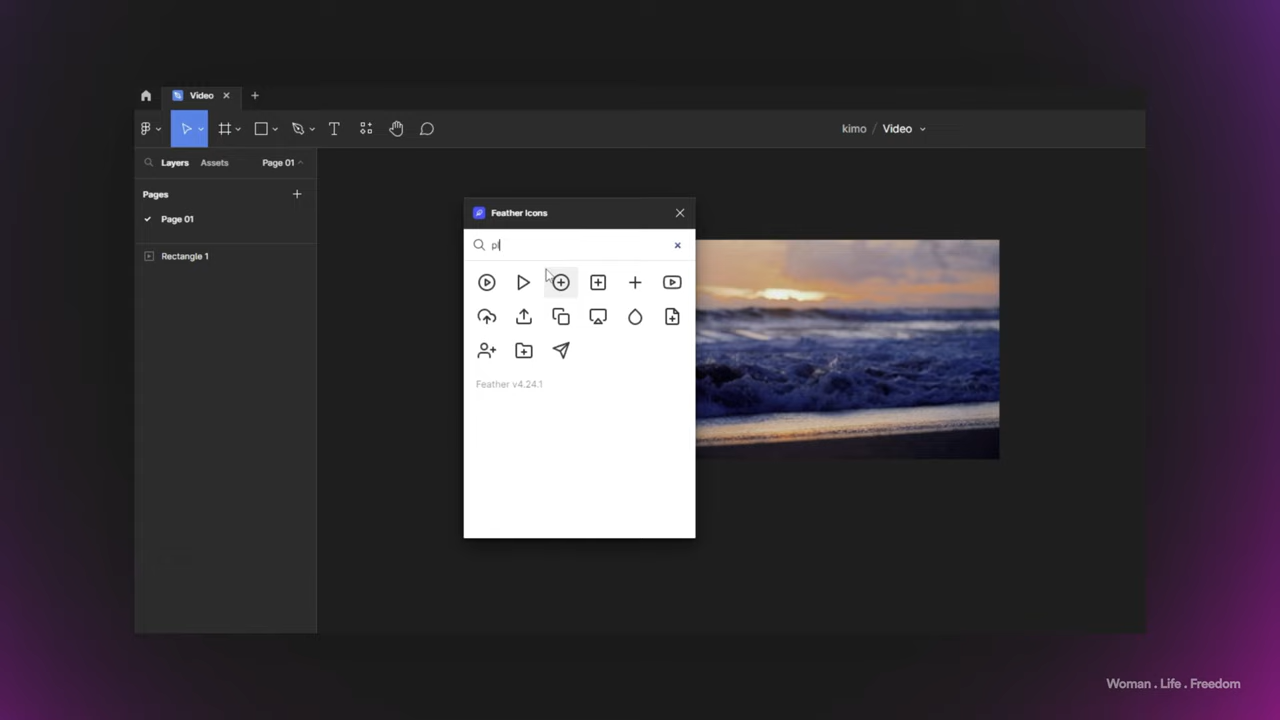 Video
kimo / Video
Layers Assets Page 01
Pages
Page 01
Rectangle 1
Feather Icons
pl
Feather v4.24.1
Woman . Life . Freedom